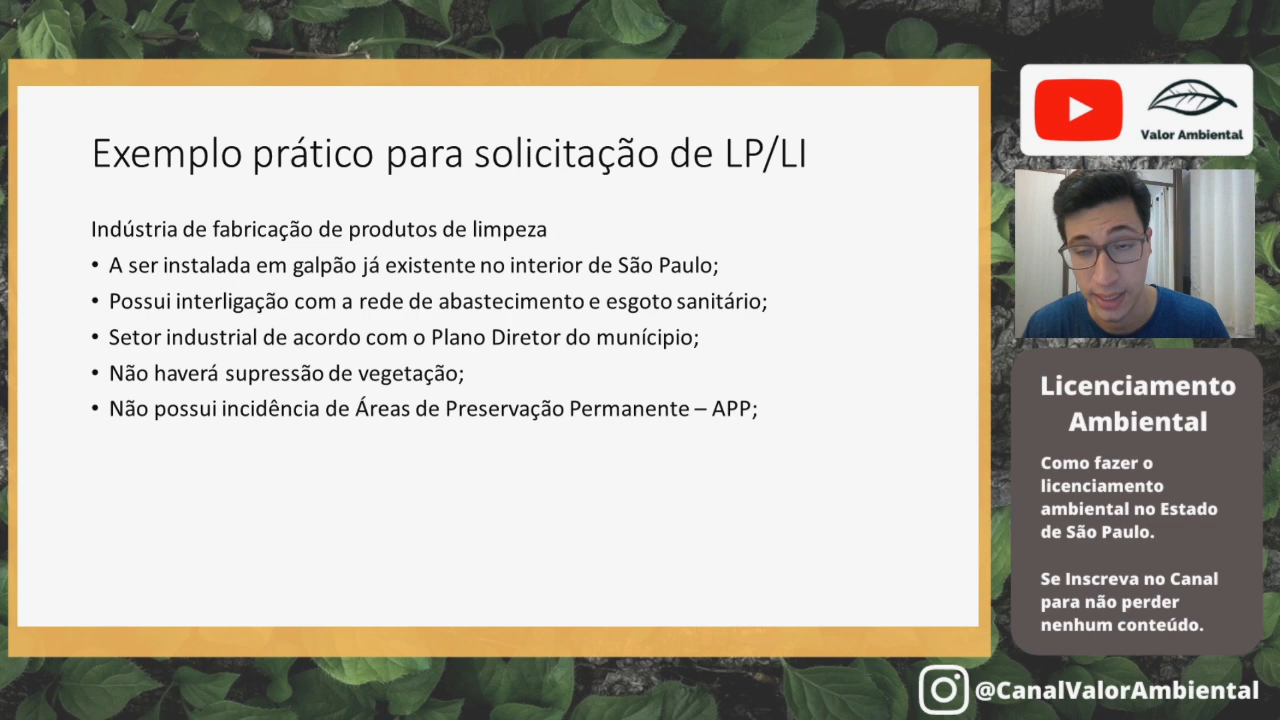 Exemplo prático para solicitação de LP/LI
Indústria de fabricação de produtos de limpeza
• A ser instalada em galpão já existente no interior de São Paulo;
• Possui interligação com a rede de abastecimento e esgoto sanitário;
• Setor industrial de acordo com o Plano Diretor do munícipio;
• Não haverá supressão de vegetação;
• Não possui incidência de Áreas de Preservação Permanente – APP;
Valor Ambiental
Licenciamento
Ambiental
Como fazer o
licenciamento
ambiental no Estado
de São Paulo.
Se Inscreva no Canal
para não perder
nenhum conteúdo.
@CanalValorAmbiental